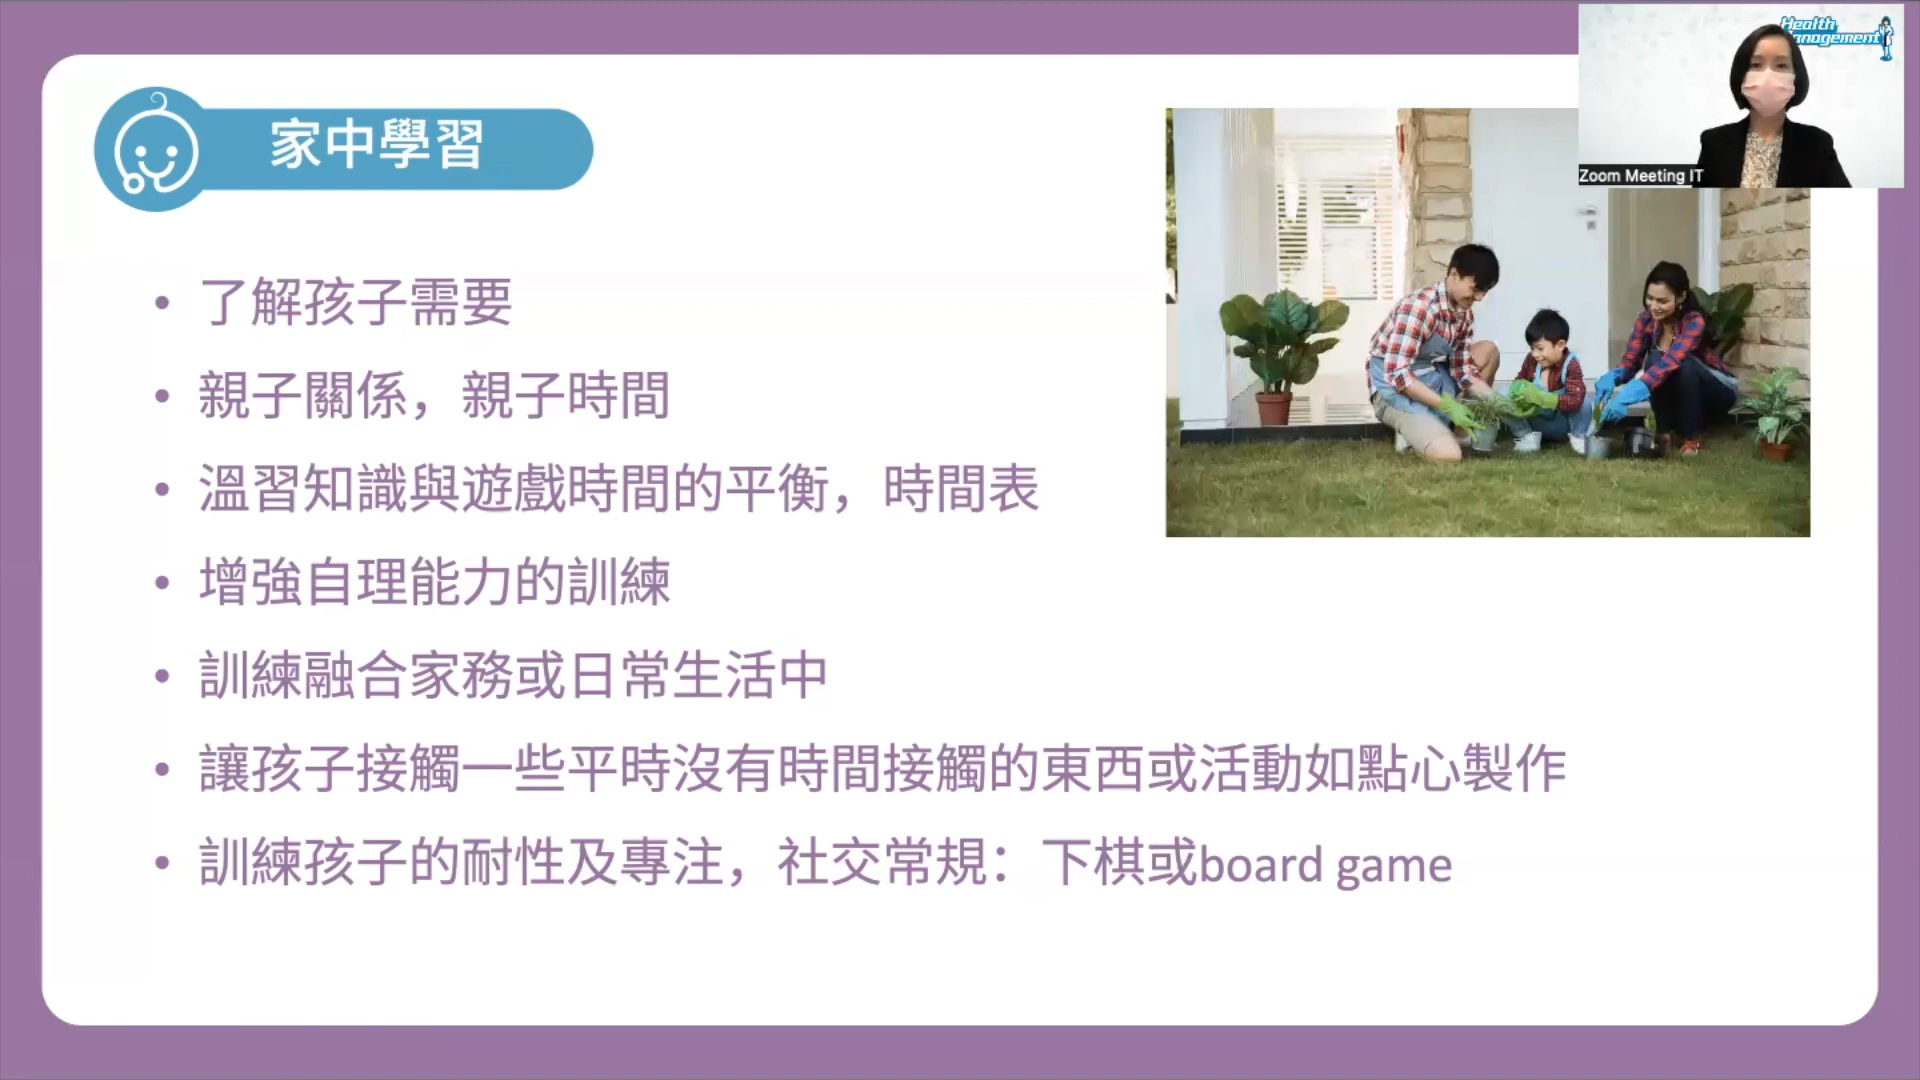 家中學習
Health
Management
Zoom Meeting IT
• 了解孩子需要
• 親子關係，親子時間
• 溫習知識與遊戲時間的平衡，時間表
• 增強自理能力的訓練
• 訓練融合家務或日常生活中
• 讓孩子接觸一些平時沒有時間接觸的東西或活動如點心製作
• 訓練孩子的耐性及專注，社交常規：下棋或board game